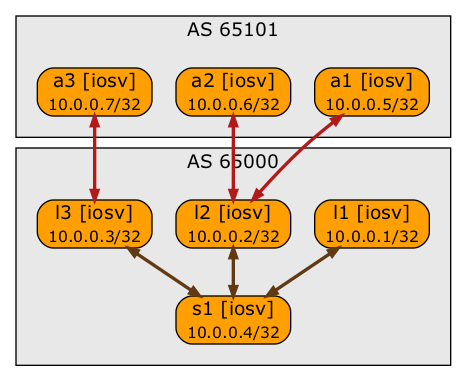 AS 65101
a3 [iosv]
10.0.0.7/32
a2 [iosv]
10.0.0.6/32
a1 [iosv]
10.0.0.5/32
AS 65000
l3 [iosv]
10.0.0.3/32
l2 [iosv]
10.0.0.2/32
l1 [iosv]
10.0.0.1/32
s1 [iosv]
10.0.0.4/32